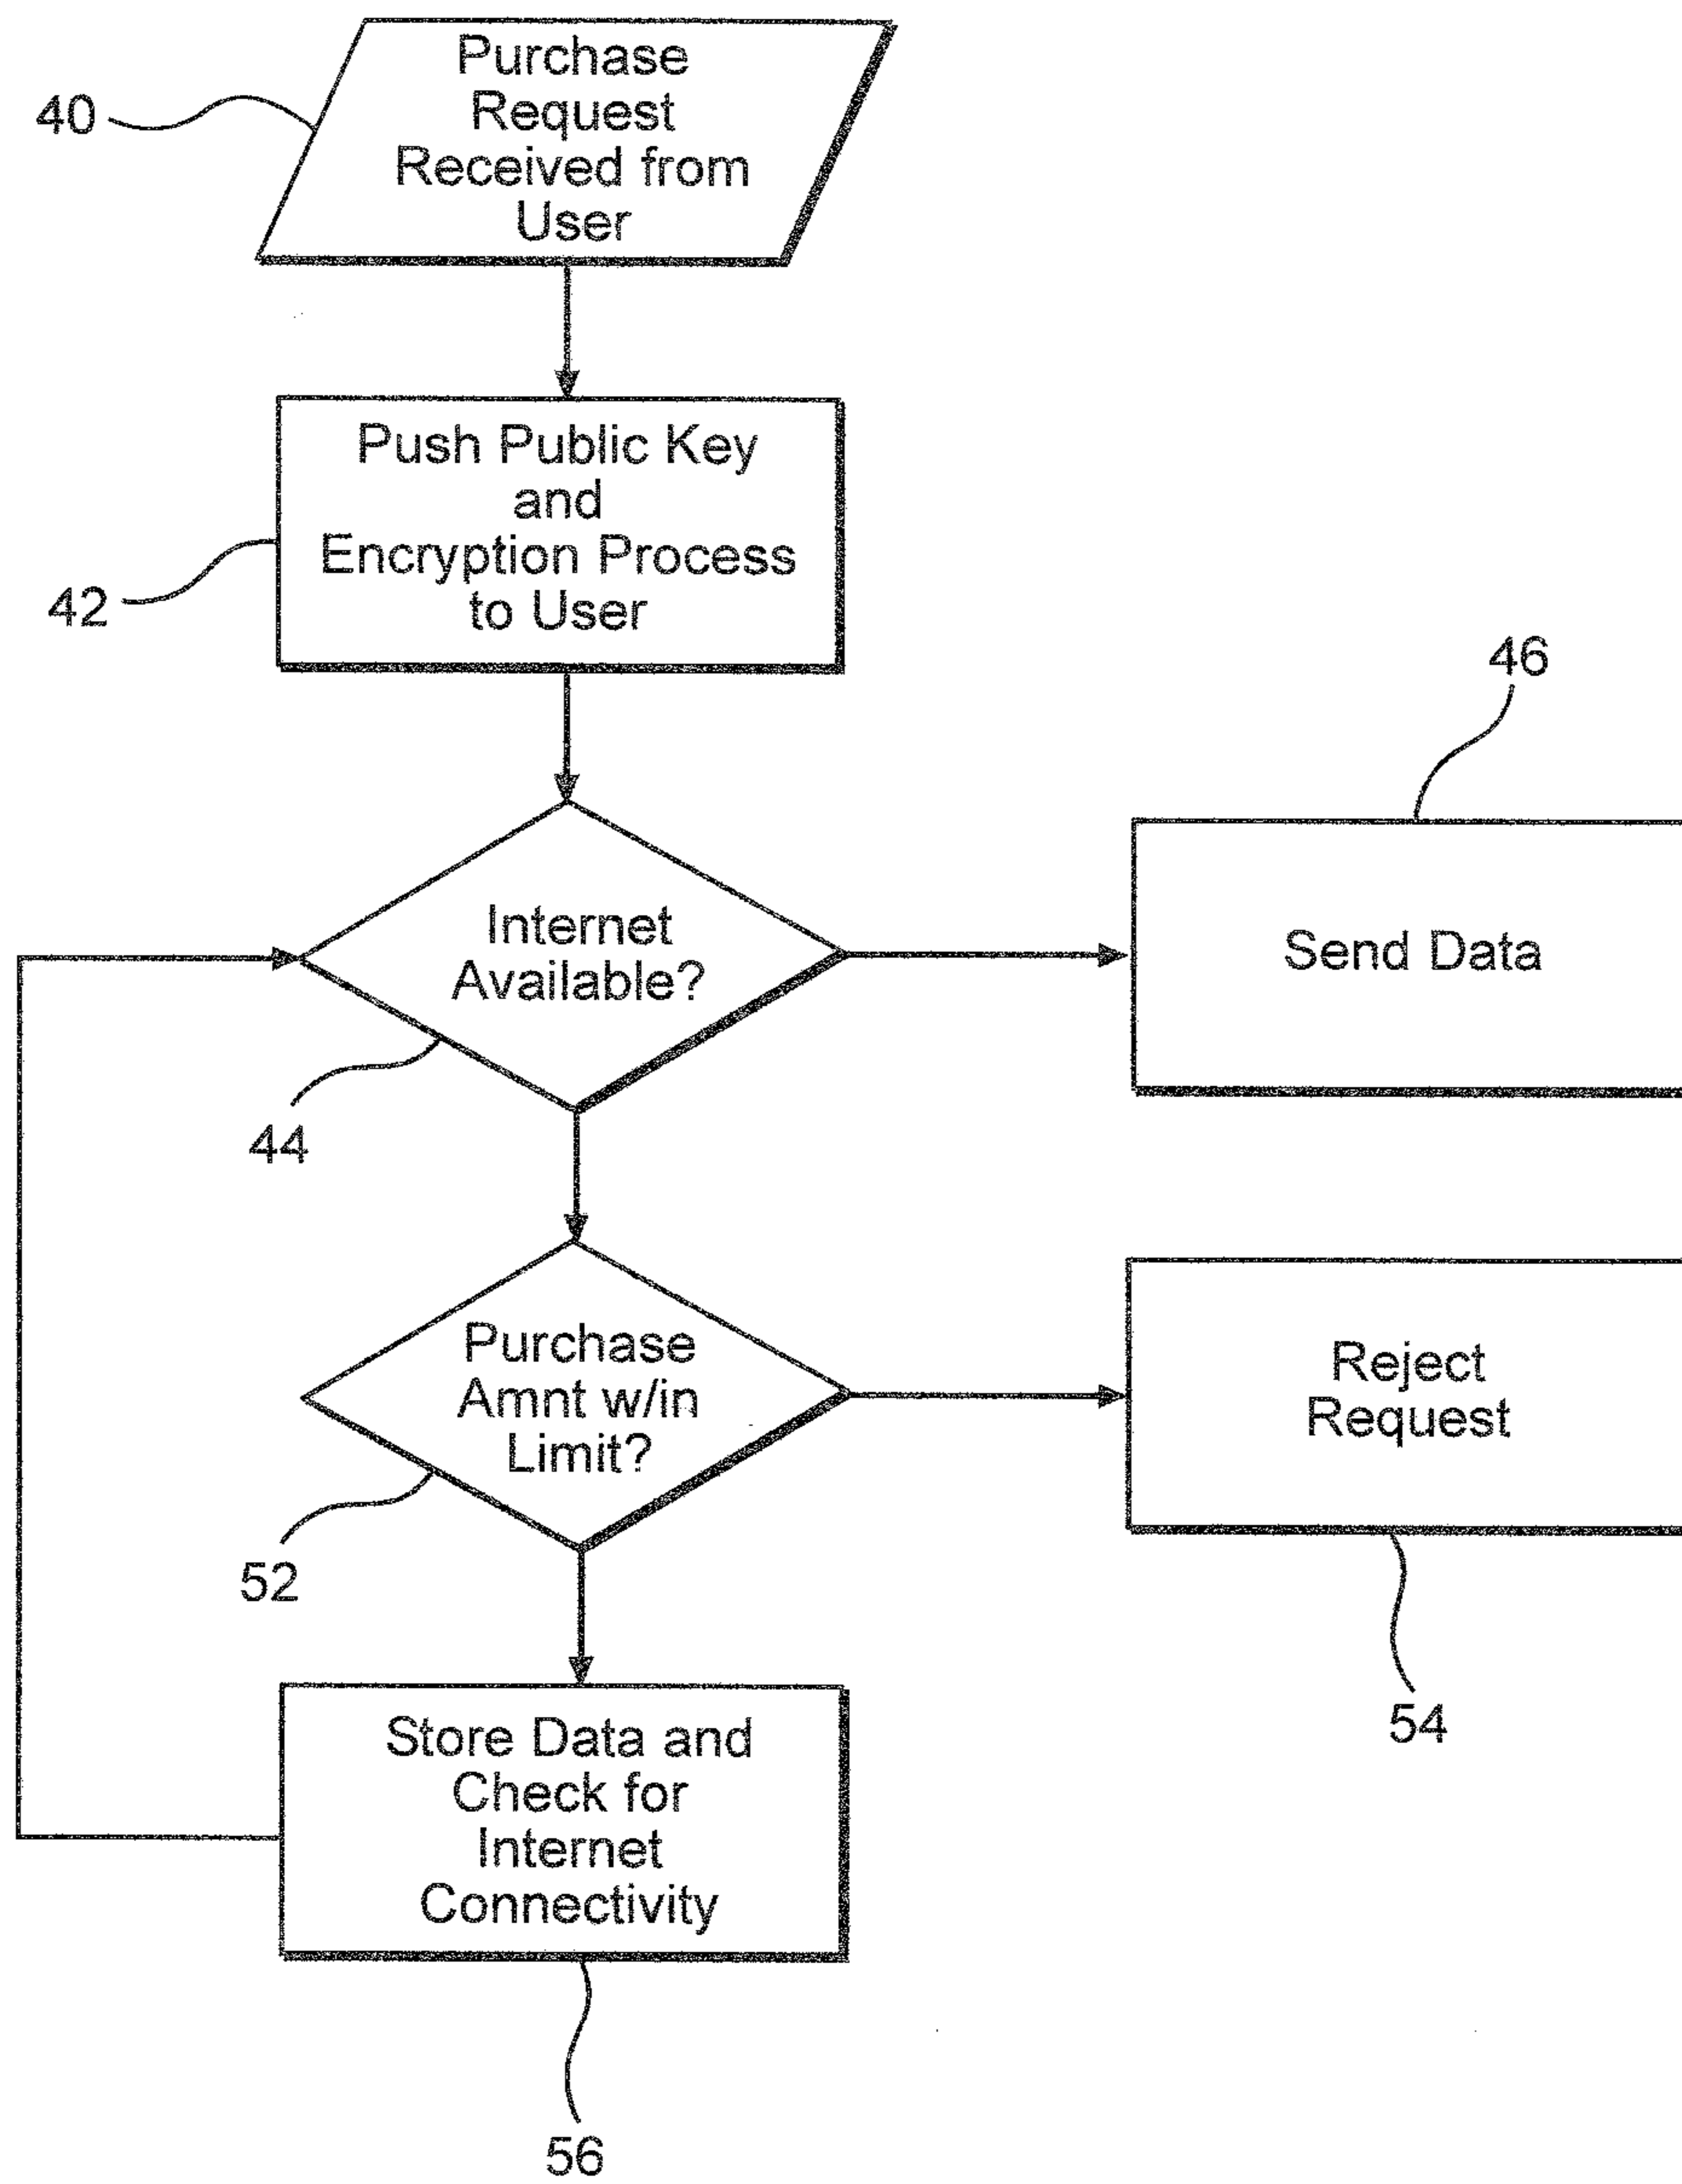 Purchase
Request
Received from
User
40
Push Public Key
and
Encryption Process
to User
42
46
Internet
Available?
Send Data
44
Purchase
Amnt w/in
Limit?
Reject
Request
52
54
Store Data and
Check for
Internet
Connectivity
56